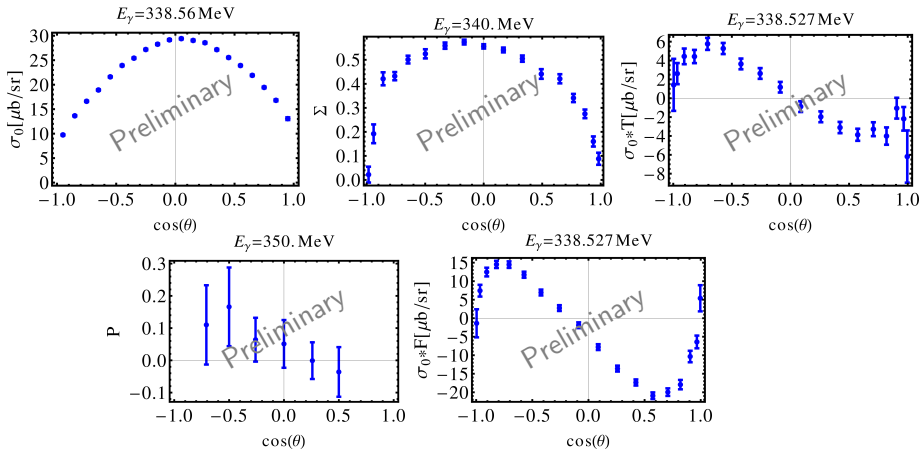 E_γ=338.56 MeV
E_γ=340. MeV
E_γ=338.527 MeV
σ₀[μb/sr]
30
25
20
15
10
5
0
Preliminary
−1.0 −0.5 0.0 0.5 1.0
cos(θ)
Σ
0.5
0.4
0.3
0.2
0.1
0.0
Preliminary
−1.0 −0.5 0.0 0.5 1.0
cos(θ)
σ₀*T[μb/sr]
6
4
2
0
−2
−4
−6
−8
Preliminary
−1.0 −0.5 0.0 0.5 1.0
cos(θ)
E_γ=350. MeV
E_γ=338.527 MeV
P
0.3
0.2
0.1
0.0
−0.1
Preliminary
−1.0 −0.5 0.0 0.5 1.0
cos(θ)
σ₀*F[μb/sr]
15
10
5
0
−5
−10
−15
−20
Preliminary
−1.0 −0.5 0.0 0.5 1.0
cos(θ)